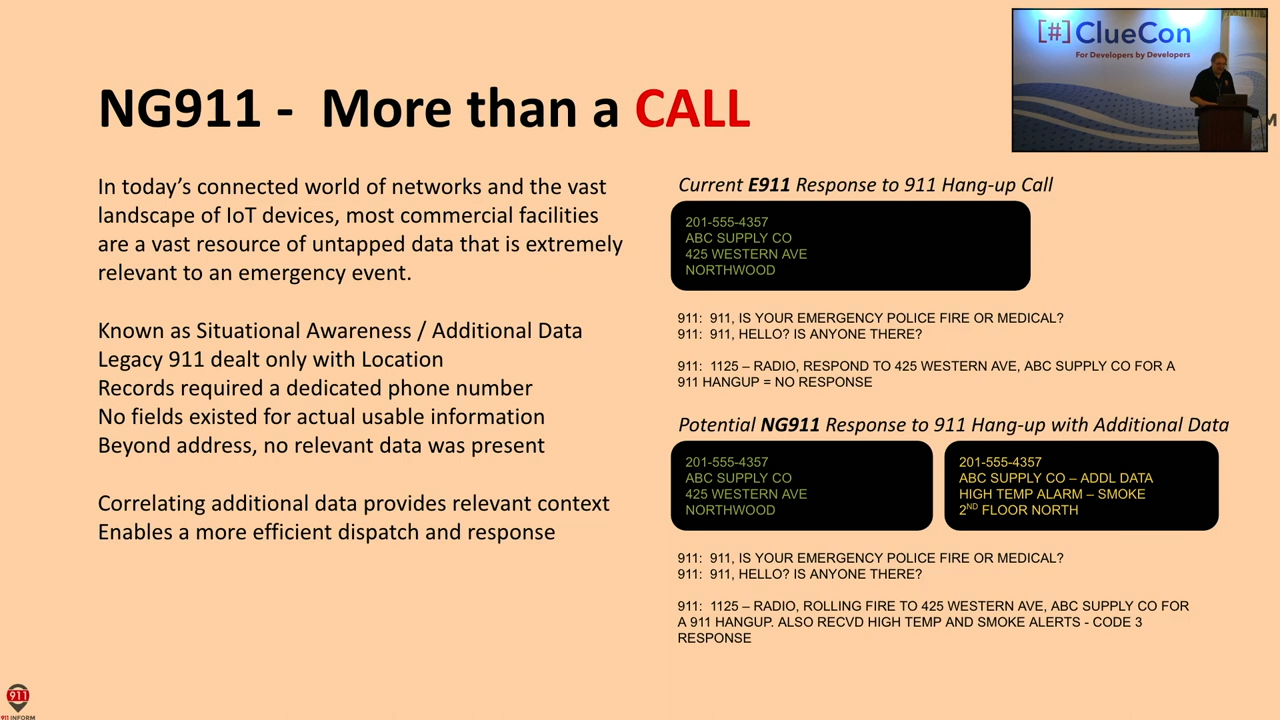 [#]ClueCon
For Developers by Developers
M
NG911 - More than a CALL
In today’s connected world of networks and the vast
landscape of IoT devices, most commercial facilities
are a vast resource of untapped data that is extremely
relevant to an emergency event.
Known as Situational Awareness / Additional Data
Legacy 911 dealt only with Location
Records required a dedicated phone number
No fields existed for actual usable information
Beyond address, no relevant data was present
Correlating additional data provides relevant context
Enables a more efficient dispatch and response
Current E911 Response to 911 Hang-up Call
201-555-4357
ABC SUPPLY CO
425 WESTERN AVE
NORTHWOOD
911: 911, IS YOUR EMERGENCY POLICE FIRE OR MEDICAL?
911: 911, HELLO? IS ANYONE THERE?
911: 1125 – RADIO, RESPOND TO 425 WESTERN AVE, ABC SUPPLY CO FOR A
911 HANGUP = NO RESPONSE
Potential NG911 Response to 911 Hang-up with Additional Data
201-555-4357
ABC SUPPLY CO
425 WESTERN AVE
NORTHWOOD
201-555-4357
ABC SUPPLY CO – ADDL DATA
HIGH TEMP ALARM – SMOKE
2ND FLOOR NORTH
911: 911, IS YOUR EMERGENCY POLICE FIRE OR MEDICAL?
911: 911, HELLO? IS ANYONE THERE?
911: 1125 – RADIO, ROLLING FIRE TO 425 WESTERN AVE, ABC SUPPLY CO FOR
A 911 HANGUP. ALSO RECVD HIGH TEMP AND SMOKE ALERTS - CODE 3
RESPONSE
911
911 INFORM